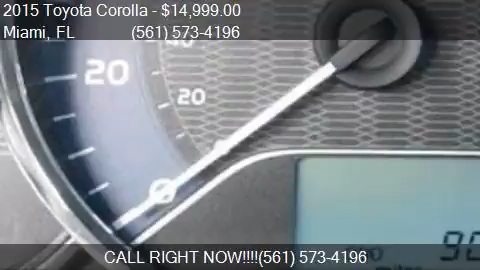 2015 Toyota Corolla - $14,999.00
Miami, FL (561) 573-4196
40
20
20
90
CALL RIGHT NOW!!!!(561) 573-4196